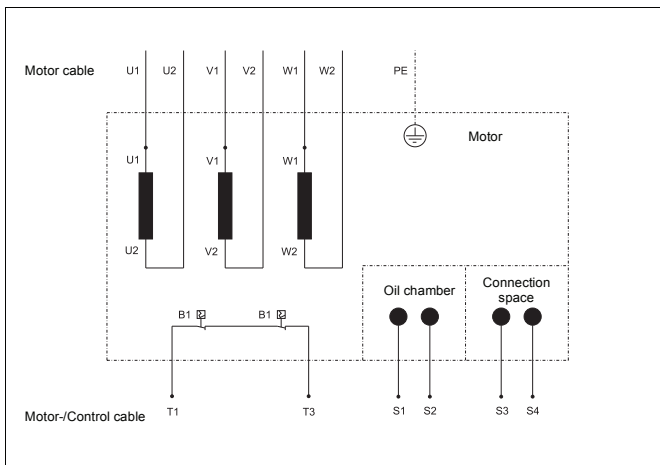 Motor cable U1 U2 V1 V2 W1 W2 PE
Motor
U1 V1 W1
U2 V2 W2
Oil chamber
Connection
space
B1 B1
T1 T3 S1 S2 S3 S4
Motor-/Control cable